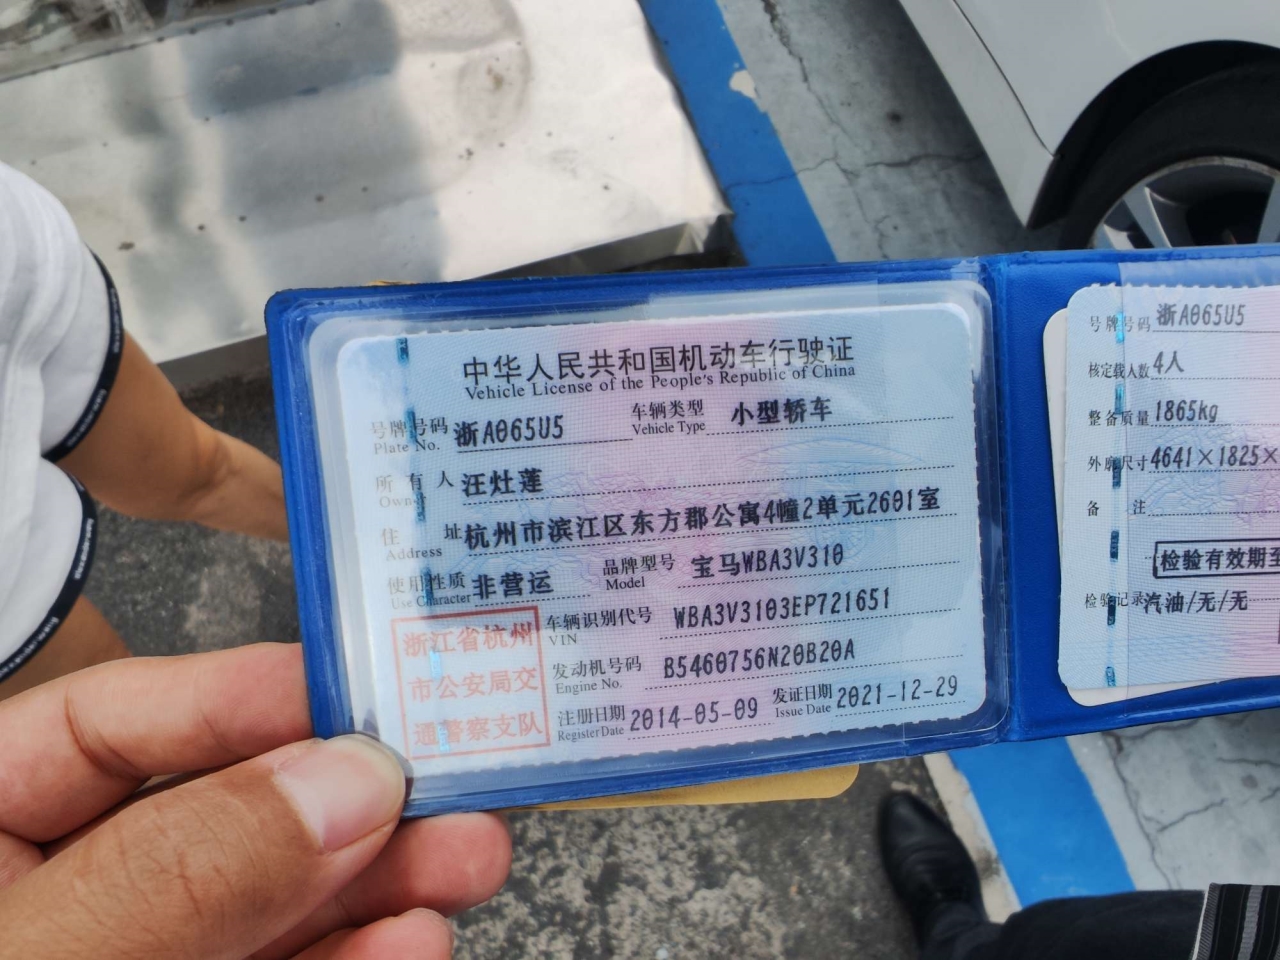 中华人民共和国机动车行驶证
Vehicle License of the People's Republic of China
号牌号码 浙A065U5 车辆类型 小型轿车
Plate No. Vehicle Type
所有人 汪灶莲
Owner
住址 杭州市滨江区东方郡公寓4幢2单元2601室
Address
使用性质 非营运 品牌型号 宝马WBA3V310
Use Character Model
浙江省杭州
市公安局交
通警察支队
车辆识别代号 WBA3V3103EP721651
VIN
发动机号码 B5460756N20B20A
Engine No.
注册日期 2014-05-09 发证日期 2021-12-29
Register Date Issue Date
号牌号码 浙A065U5
核定载人数 4人
整备质量 1865kg
外廓尺寸 4641×1825×
备注
检验有效期至
检验记录 汽油/无/无